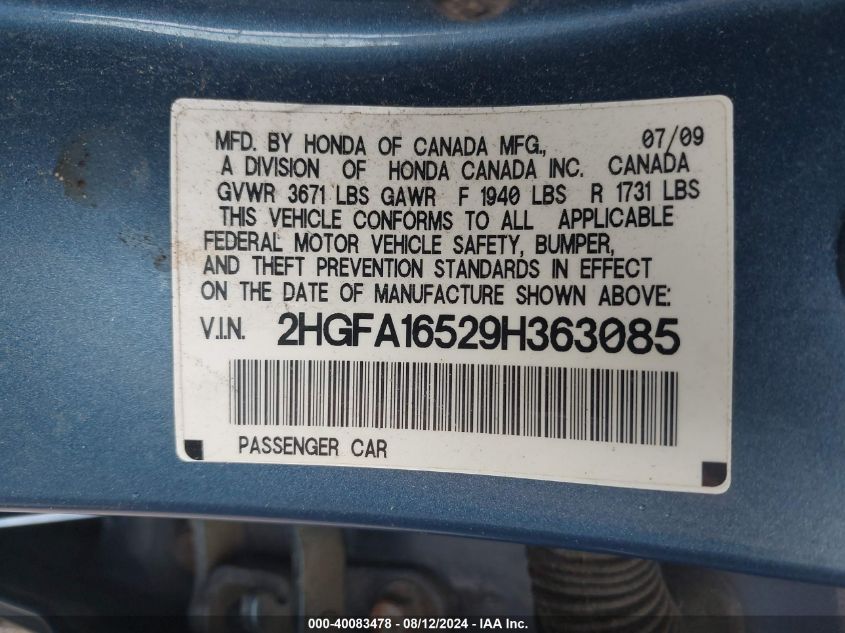 MFD. BY HONDA OF CANADA MFG., 07/09
A DIVISION OF HONDA CANADA INC. CANADA
GVWR 3671 LBS GAWR F 1940 LBS R 1731 LBS
THIS VEHICLE CONFORMS TO ALL APPLICABLE
FEDERAL MOTOR VEHICLE SAFETY, BUMPER,
AND THEFT PREVENTION STANDARDS IN EFFECT
ON THE DATE OF MANUFACTURE SHOWN ABOVE:
V.I.N. 2HGFA16529H363085
PASSENGER CAR
000-40083478 - 08/12/2024 - IAA Inc.